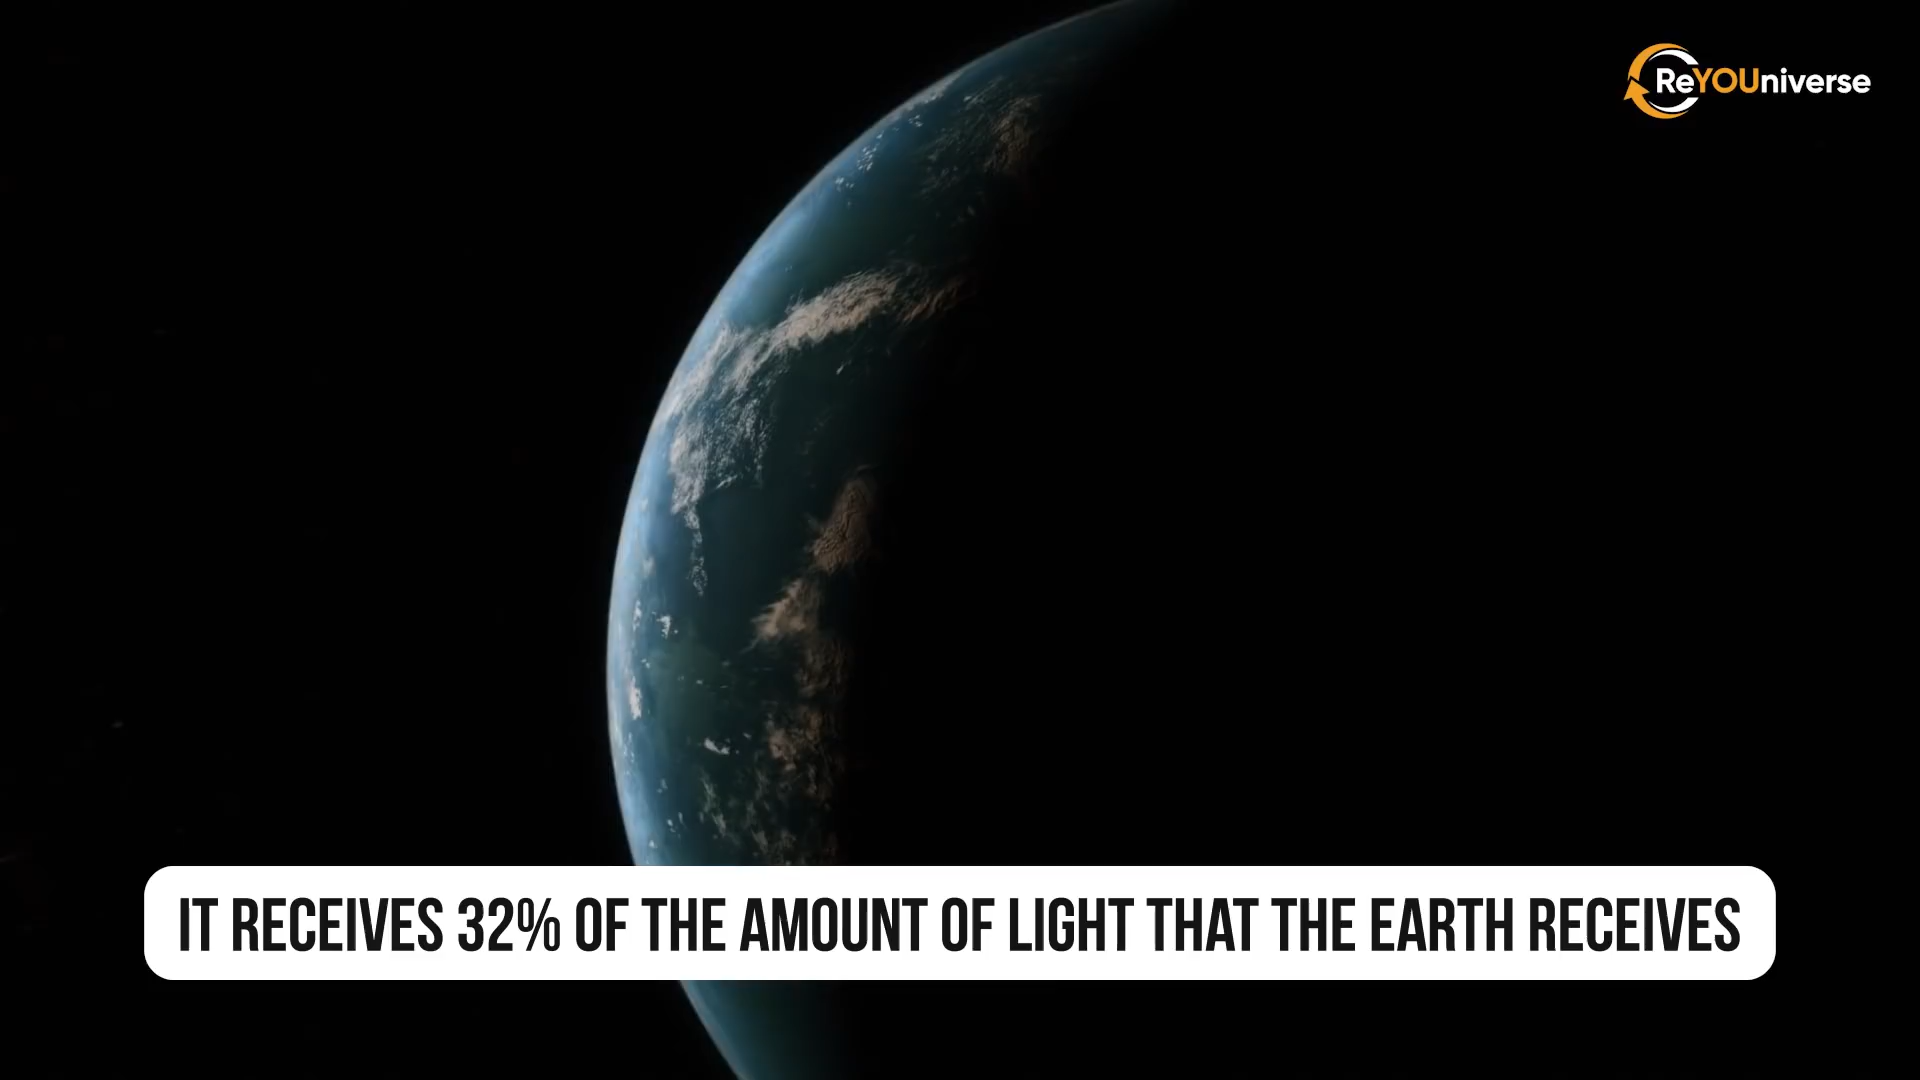 ReYOUniverse
IT RECEIVES 32% OF THE AMOUNT OF LIGHT THAT THE EARTH RECEIVES